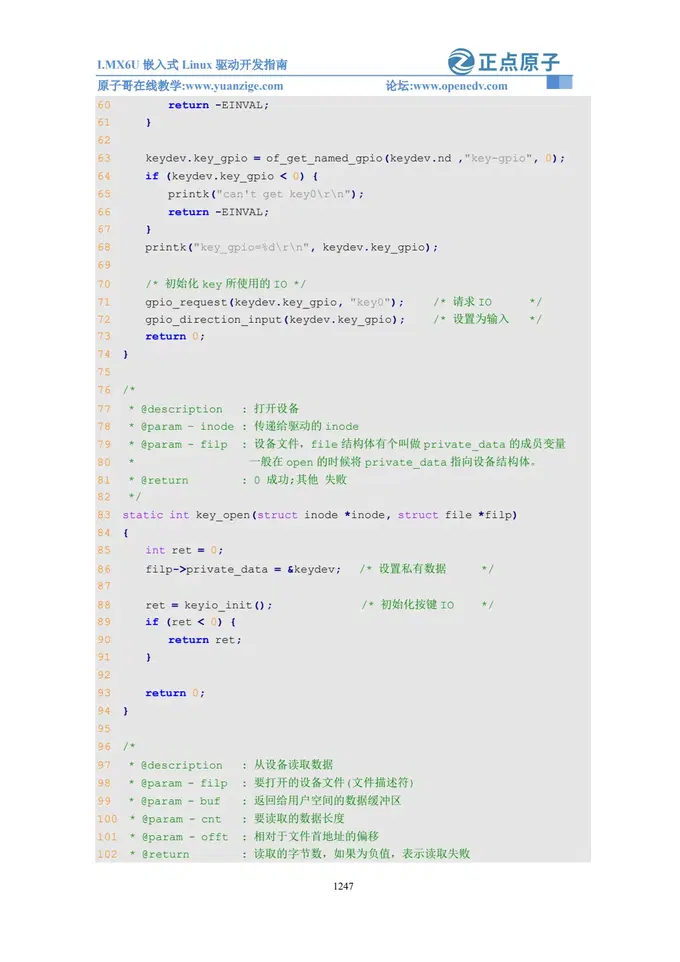 I.MX6U 嵌入式 Linux 驱动开发指南
正点原子
原子哥在线教学:www.yuanzige.com 论坛:www.openedv.com
60 return -EINVAL;
61 }
62
63 keydev.key_gpio = of_get_named_gpio(keydev.nd ,"key-gpio", 0);
64 if (keydev.key_gpio < 0) {
65 printk("can't get key0\r\n");
66 return -EINVAL;
67 }
68 printk("key_gpio=%d\r\n", keydev.key_gpio);
69
70 /* 初始化 key 所使用的 IO */
71 gpio_request(keydev.key_gpio, "key0"); /* 请求 IO */
72 gpio_direction_input(keydev.key_gpio); /* 设置为输入 */
73 return 0;
74 }
75
76 /*
77 * @description : 打开设备
78 * @param – inode : 传递给驱动的 inode
79 * @param - filp : 设备文件，file 结构体有个叫做 private_data 的成员变量
80 * 一般在 open 的时候将 private_data 指向设备结构体。
81 * @return : 0 成功;其他 失败
82 */
83 static int key_open(struct inode *inode, struct file *filp)
84 {
85 int ret = 0;
86 filp->private_data = &keydev; /* 设置私有数据 */
87
88 ret = keyio_init(); /* 初始化按键 IO */
89 if (ret < 0) {
90 return ret;
91 }
92
93 return 0;
94 }
95
96 /*
97 * @description : 从设备读取数据
98 * @param - filp : 要打开的设备文件(文件描述符)
99 * @param - buf : 返回给用户空间的数据缓冲区
100 * @param - cnt : 要读取的数据长度
101 * @param - offt : 相对于文件首地址的偏移
102 * @return : 读取的字节数，如果为负值，表示读取失败
1247